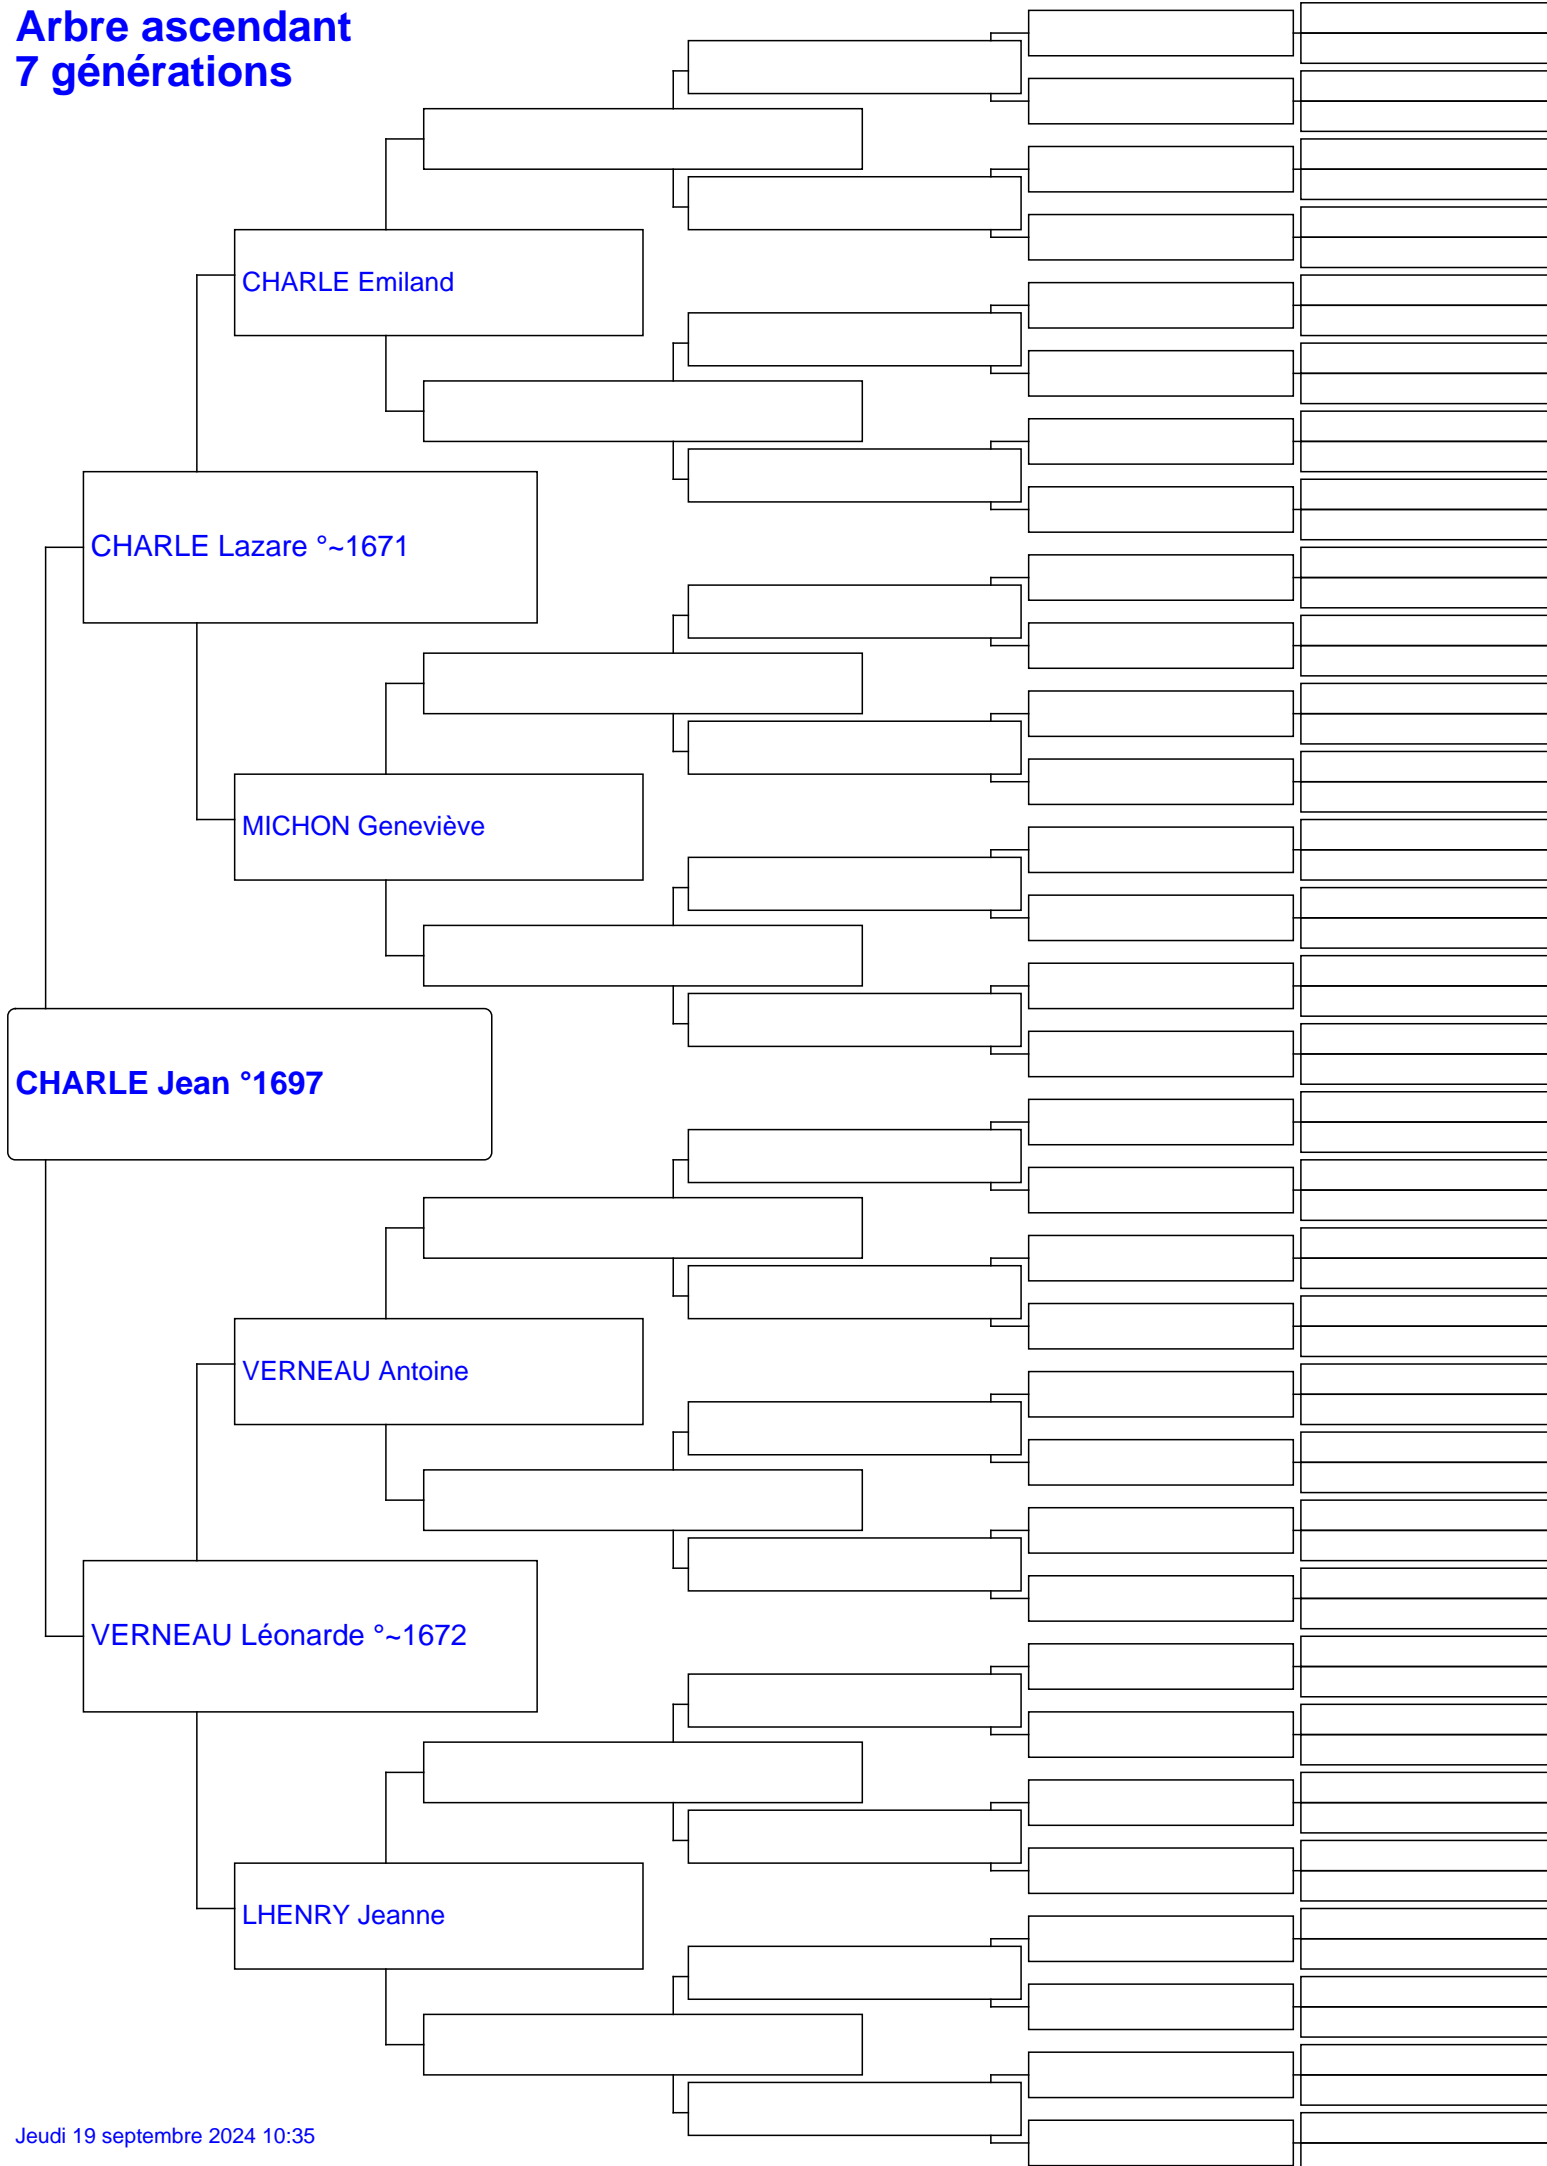 Arbre ascendant
7 générations
CHARLE Emiland
CHARLE Lazare °~1671
MICHON Geneviève
CHARLE Jean °1697
VERNEAU Antoine
VERNEAU Léonarde °~1672
LHENRY Jeanne
Jeudi 19 septembre 2024 10:35